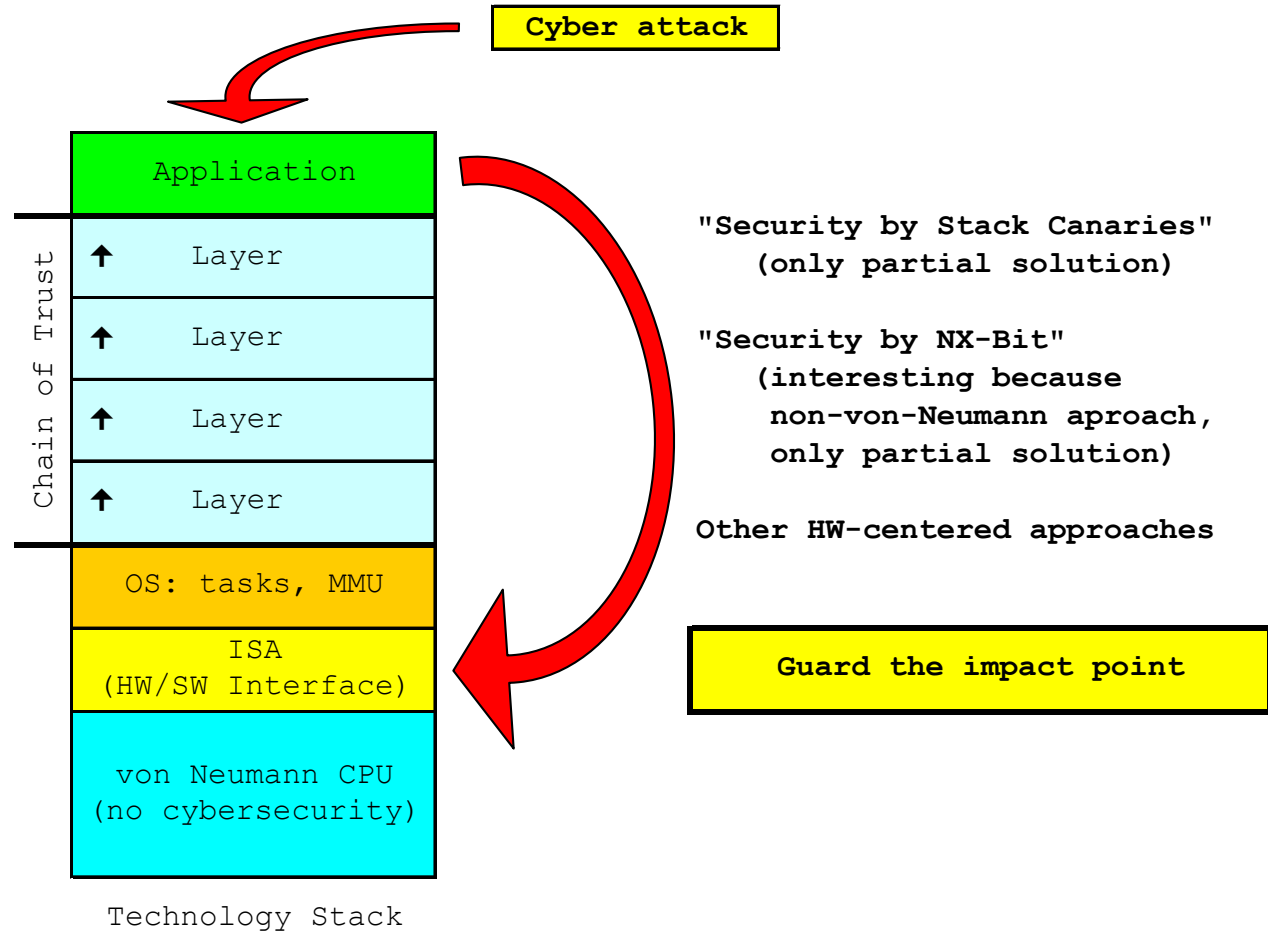 Cyber attack
Application
Chain of Trust
↑ Layer
↑ Layer
↑ Layer
↑ Layer
OS: tasks, MMU
ISA
(HW/SW Interface)
von Neumann CPU
(no cybersecurity)
Technology Stack
"Security by Stack Canaries"
(only partial solution)
"Security by NX-Bit"
(interesting because
non-von-Neumann aproach,
only partial solution)
Other HW-centered approaches
Guard the impact point